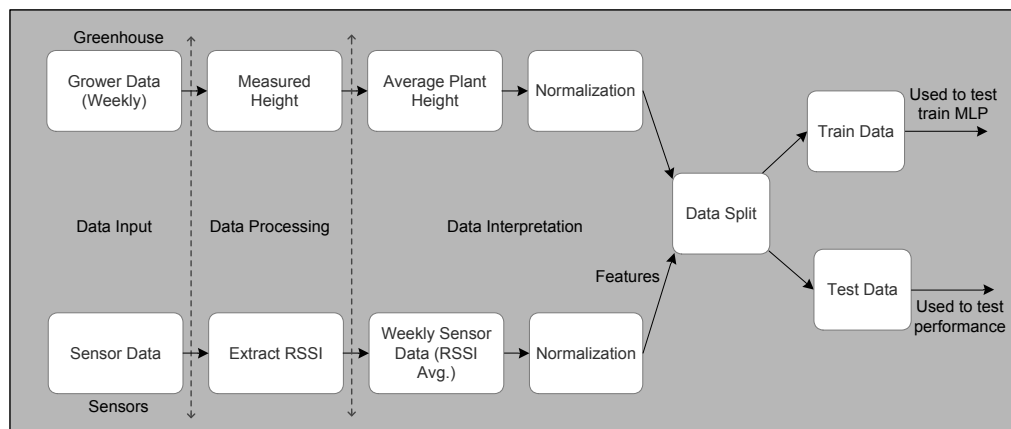 Greenhouse
Grower Data
(Weekly)
Measured
Height
Average Plant
Height
Normalization
Train Data
Used to test
train MLP
Data Split
Data Input
Data Processing
Data Interpretation
Features
Test Data
Used to test
performance
Sensor Data
Extract RSSI
Weekly Sensor
Data (RSSI
Avg.)
Normalization
Sensors